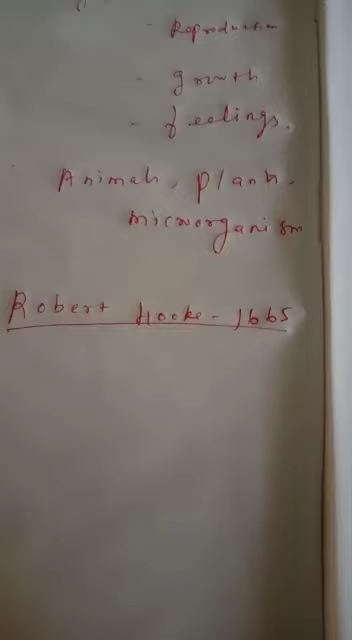 - Reproduction
- growth
- feelings.
Animals, plants,
microorganism
Robert Hooke - 1665